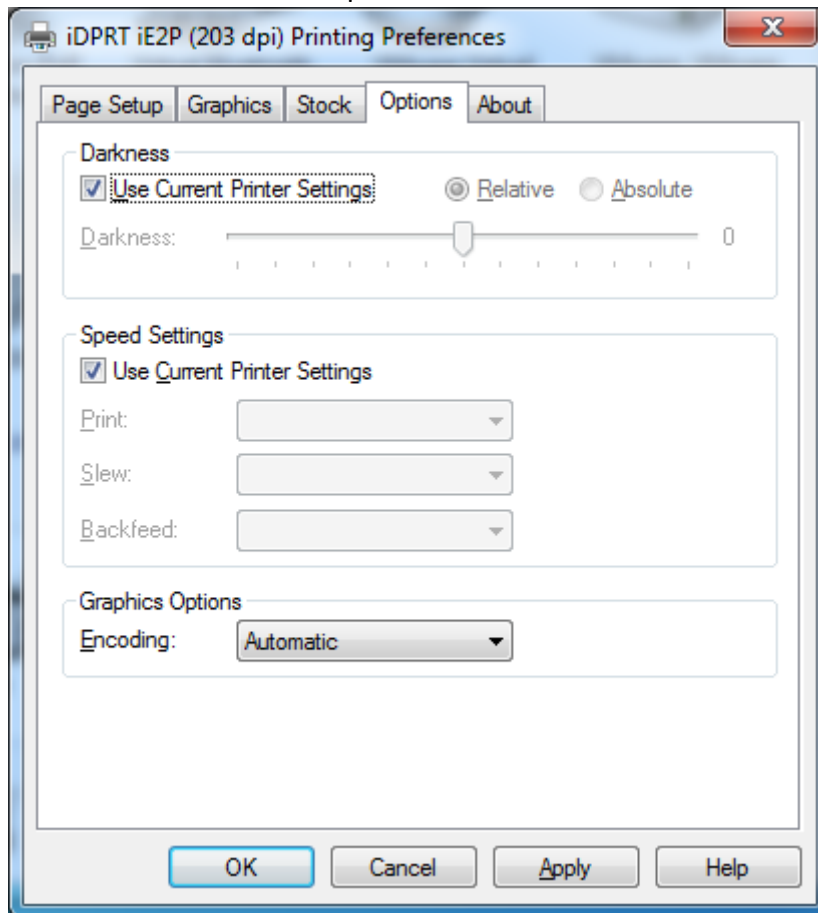 iDPRT iE2P (203 dpi) Printing Preferences
Page Setup Graphics Stock Options About
Darkness
Use Current Printer Settings Relative Absolute
Darkness: 0
Speed Settings
Use Current Printer Settings
Print:
Slew:
Backfeed:
Graphics Options
Encoding: Automatic
OK Cancel Apply Help